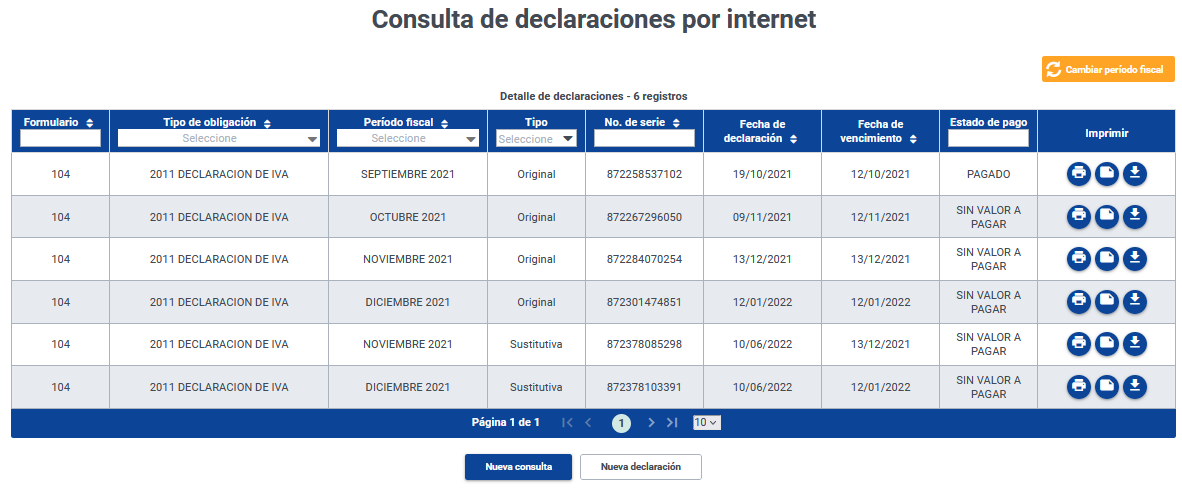 Consulta de declaraciones por internet
Cambiar período fiscal
Detalle de declaraciones - 6 registros
Formulario Tipo de obligación Período fiscal Tipo No. de serie Fecha de declaración Fecha de vencimiento Estado de pago Imprimir
Seleccione Seleccione Seleccione
104 2011 DECLARACION DE IVA SEPTIEMBRE 2021 Original 872258537102 19/10/2021 12/10/2021 PAGADO
104 2011 DECLARACION DE IVA OCTUBRE 2021 Original 872267296050 09/11/2021 12/11/2021 SIN VALOR A PAGAR
104 2011 DECLARACION DE IVA NOVIEMBRE 2021 Original 872284070254 13/12/2021 13/12/2021 SIN VALOR A PAGAR
104 2011 DECLARACION DE IVA DICIEMBRE 2021 Original 872301474851 12/01/2022 12/01/2022 SIN VALOR A PAGAR
104 2011 DECLARACION DE IVA NOVIEMBRE 2021 Sustitutiva 872378085298 10/06/2022 13/12/2021 SIN VALOR A PAGAR
104 2011 DECLARACION DE IVA DICIEMBRE 2021 Sustitutiva 872378103391 10/06/2022 12/01/2022 SIN VALOR A PAGAR
Página 1 de 1 1 10
Nueva consulta Nueva declaración